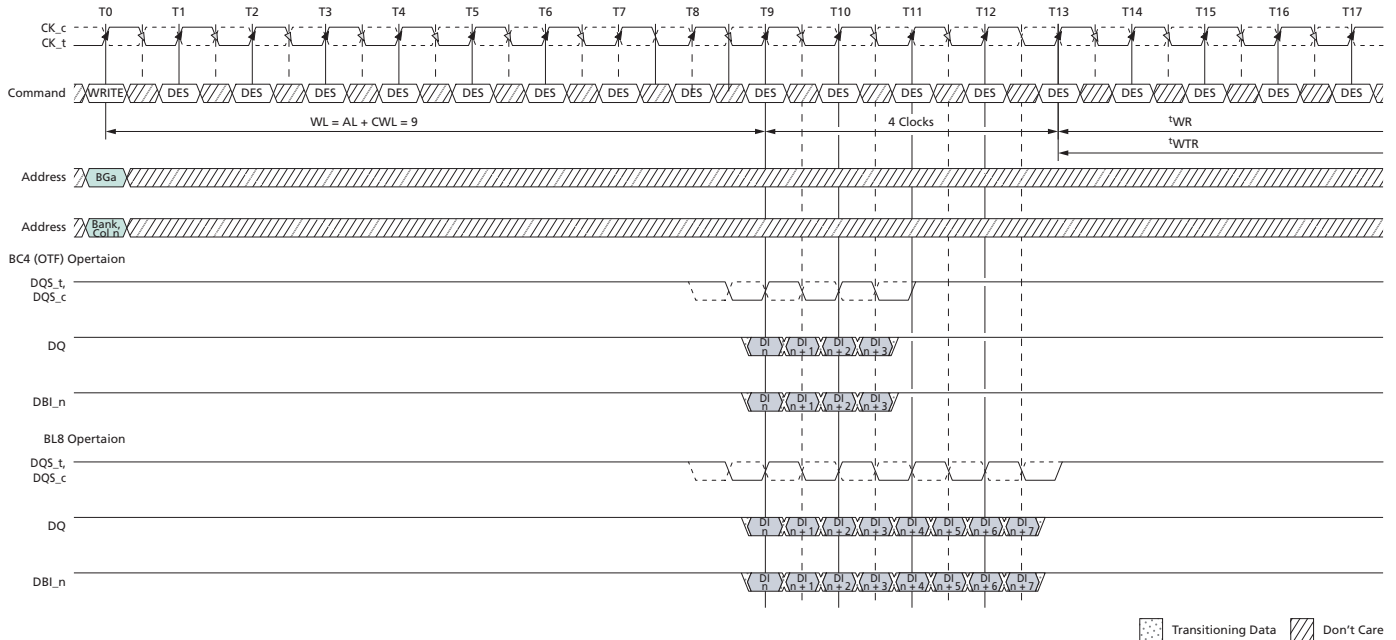 T0 T1 T2 T3 T4 T5 T6 T7 T8 T9 T10 T11 T12 T13 T14 T15 T16 T17
CK_c
CK_t
Command WRITE DES DES DES DES DES DES DES DES DES DES DES DES DES DES DES DES DES
WL = AL + CWL = 9 4 Clocks tWR
tWTR
Address BGa
Address Bank, Col n
BC4 (OTF) Opertaion
DQS_t,
DQS_c
DQ DI n DI n + 1 DI n + 2 DI n + 3
DBI_n DI n DI n + 1 DI n + 2 DI n + 3
BL8 Opertaion
DQS_t,
DQS_c
DQ DI n DI n + 1 DI n + 2 DI n + 3 DI n + 4 DI n + 5 DI n + 6 DI n + 7
DBI_n DI n DI n + 1 DI n + 2 DI n + 3 DI n + 4 DI n + 5 DI n + 6 DI n + 7
Transitioning Data Don't Care